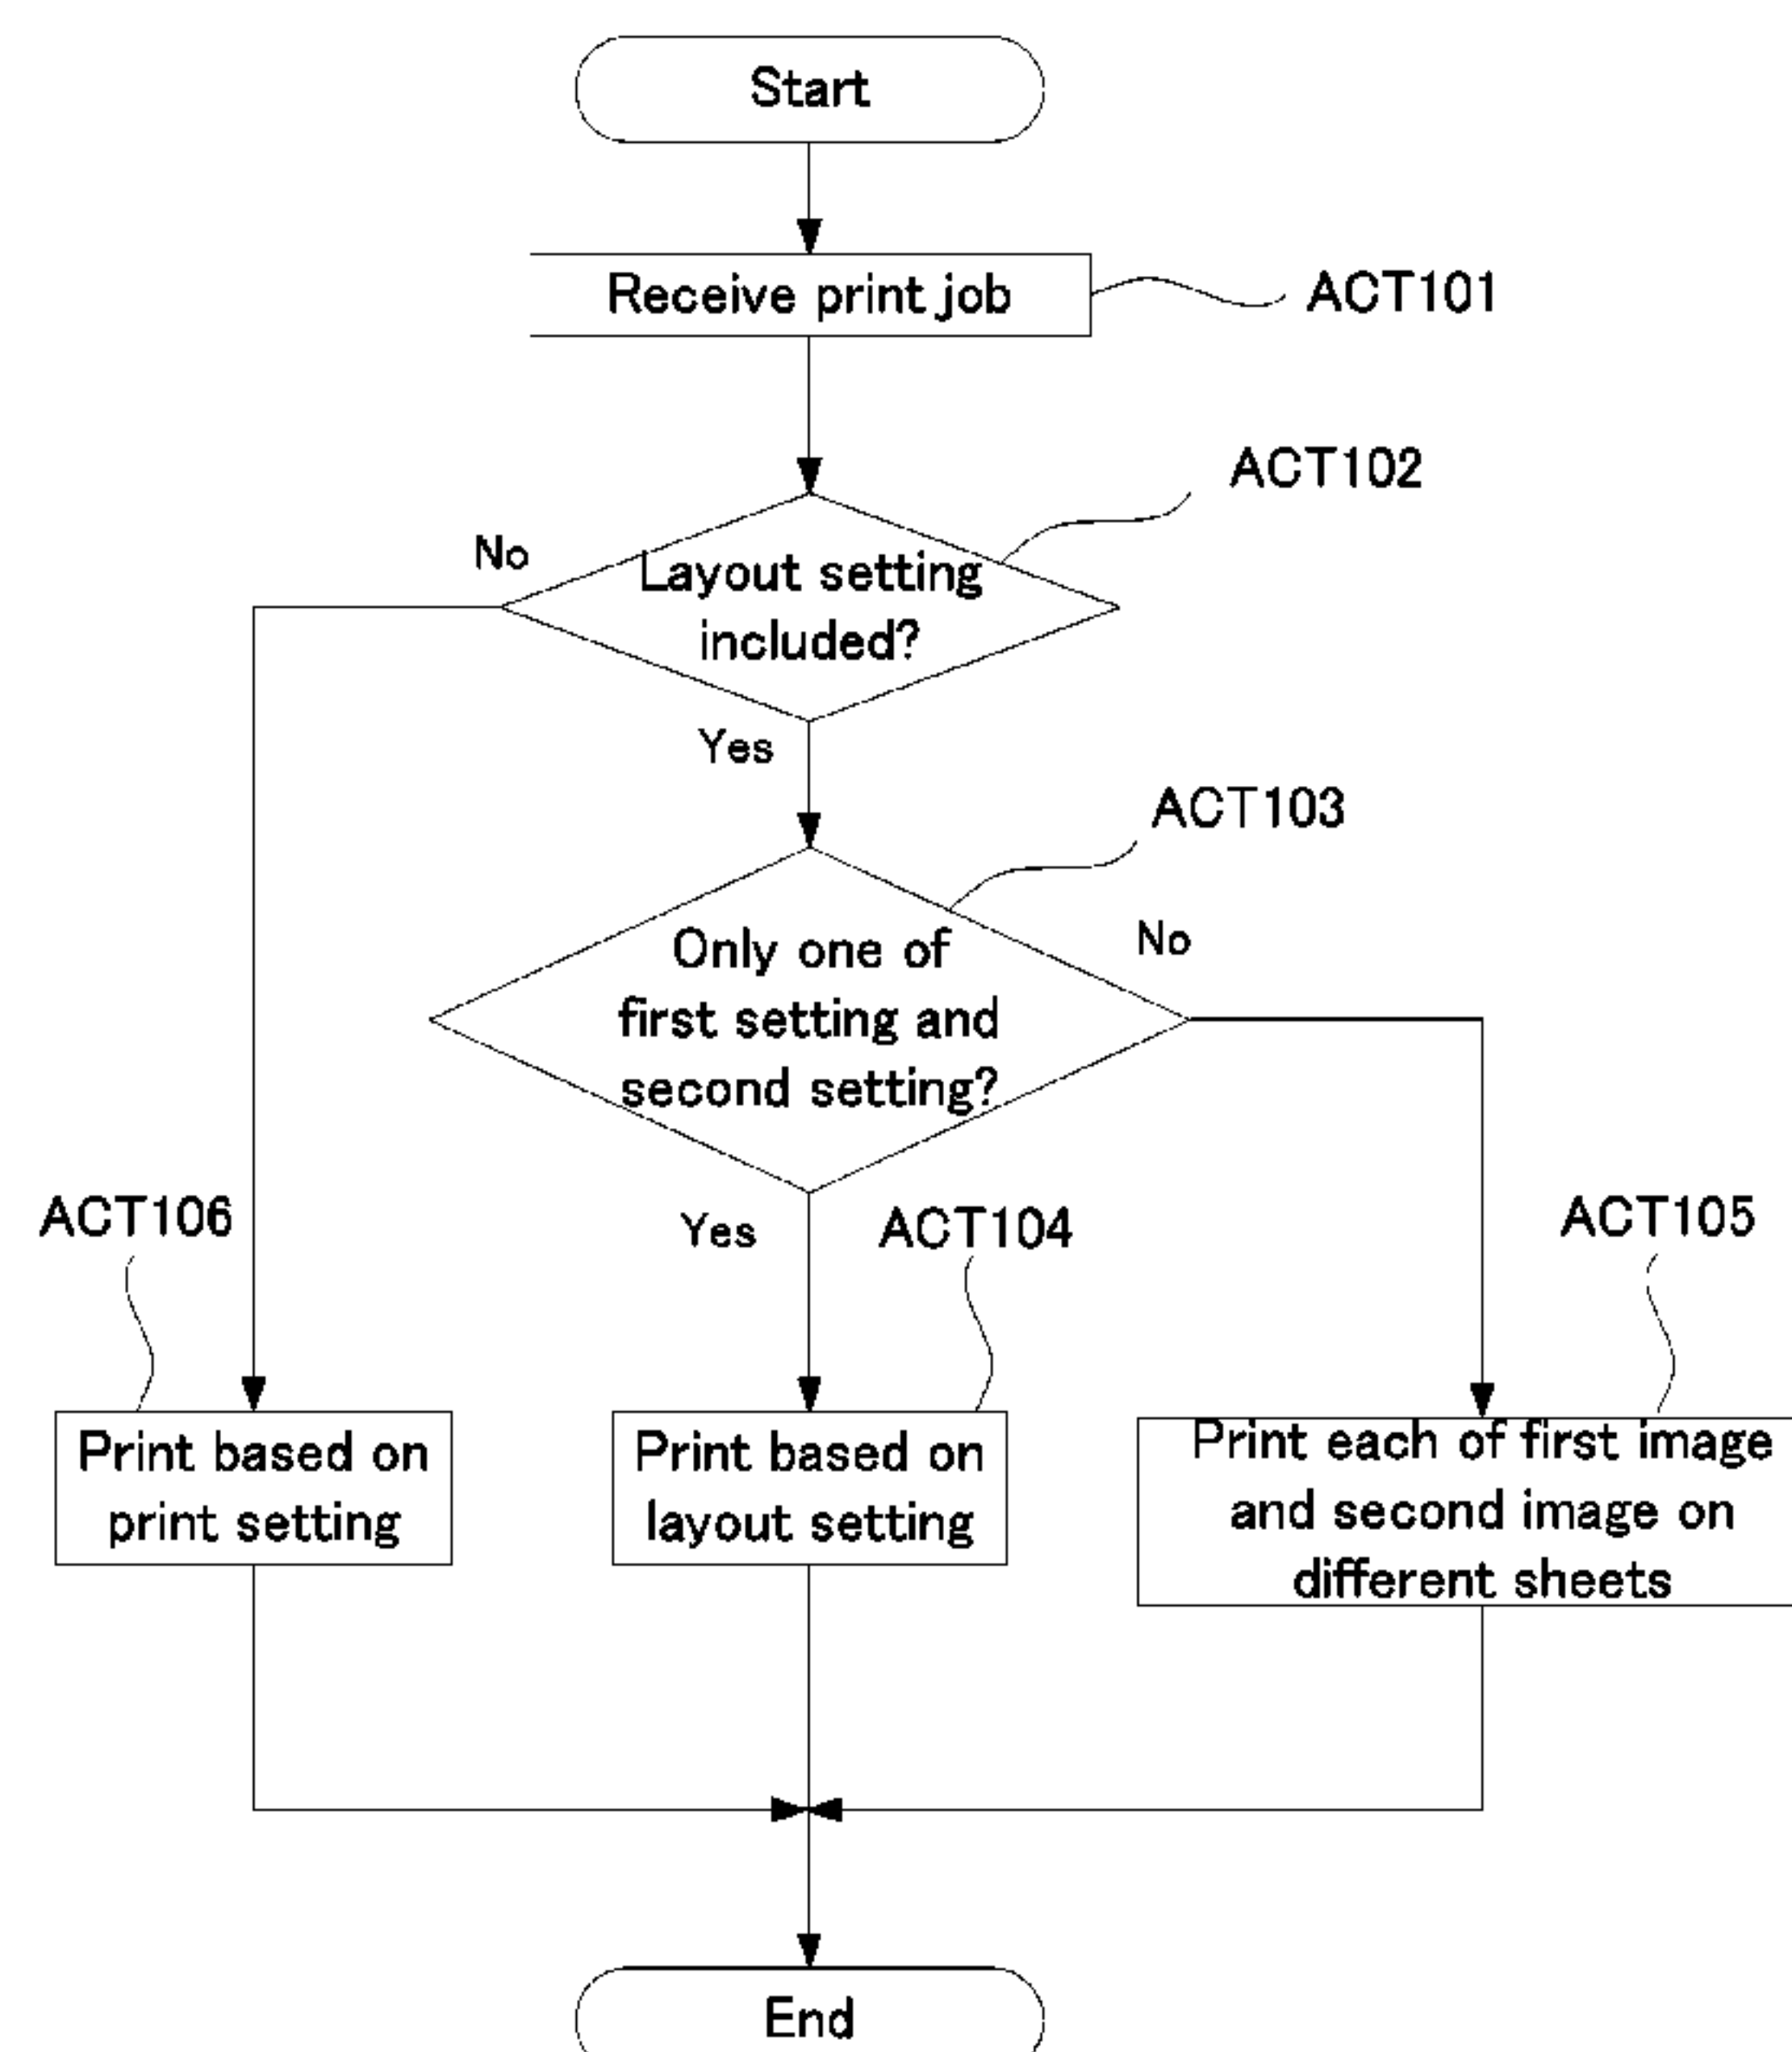 Start
Receive print job
ACT101
ACT102
No
Layout setting
included?
Yes
ACT103
No
Only one of
first setting and
second setting?
ACT106
Yes
ACT104
ACT105
Print based on
print setting
Print based on
layout setting
Print each of first image
and second image on
different sheets
End